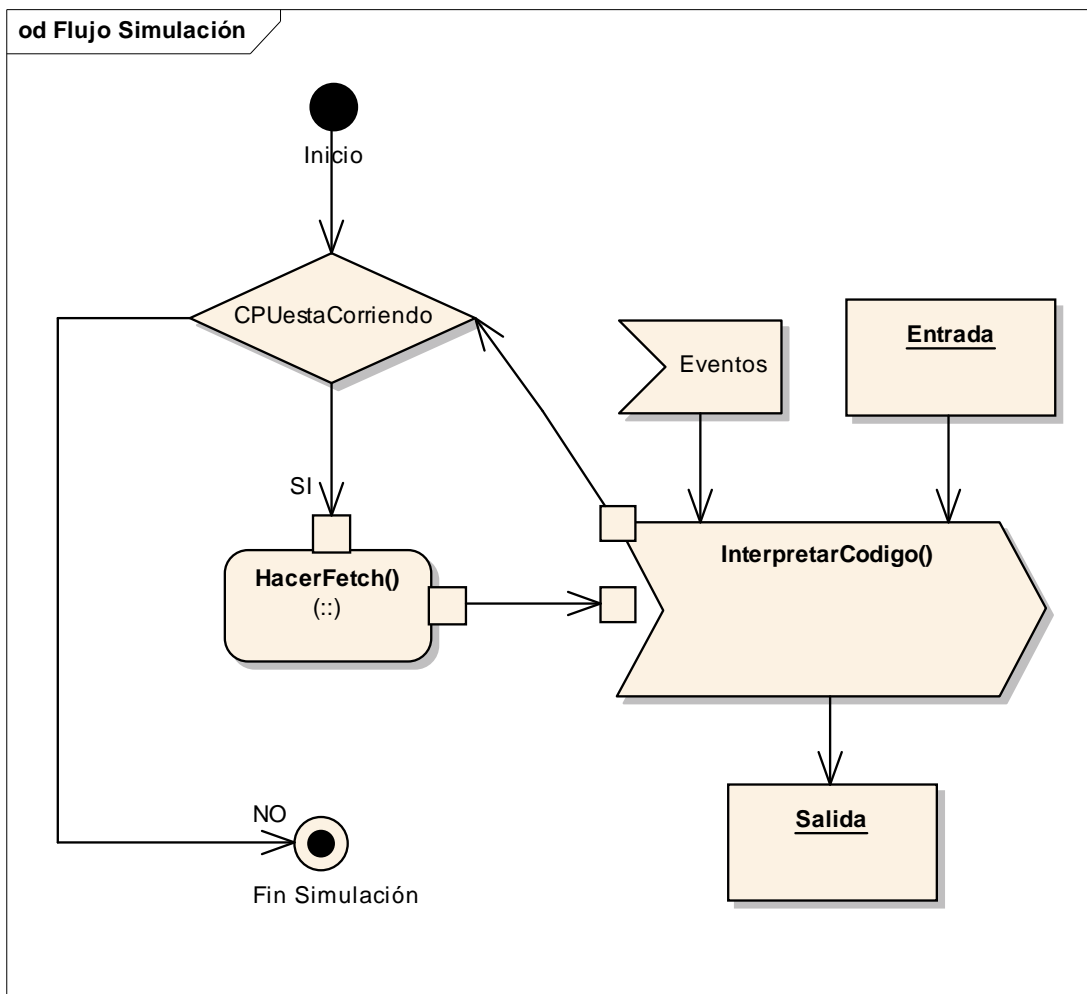 od Flujo Simulación
Inicio
CPUestaCorriendo
Eventos
Entrada
SI
InterpretarCodigo()
HacerFetch()
(::)
Salida
NO
Fin Simulación